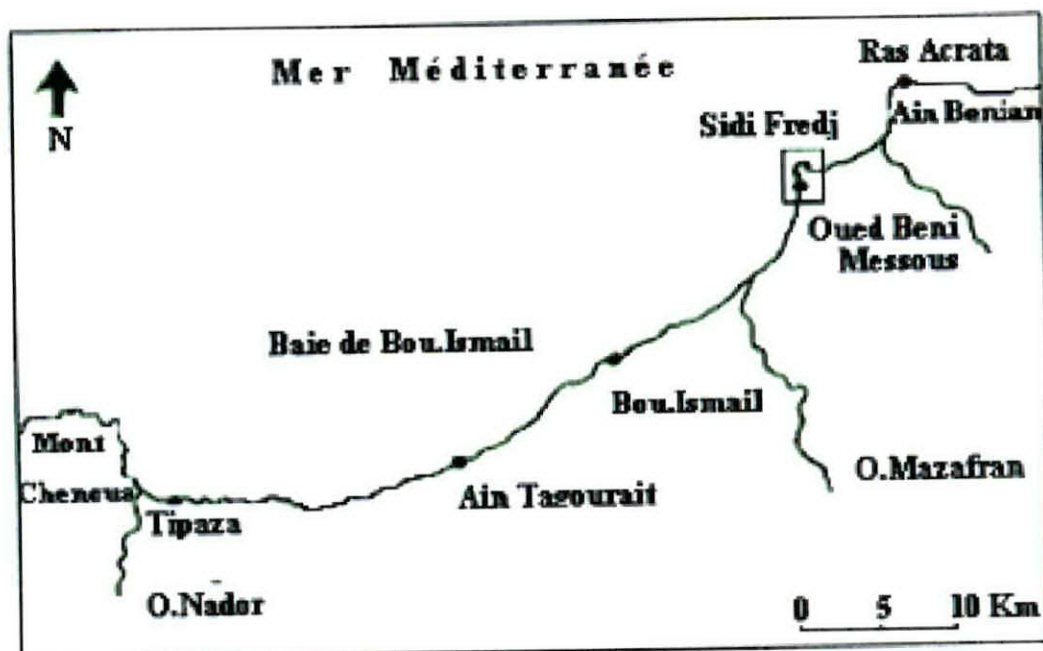 Mer Méditerranée
Ras Acrata
N
Sidi Fredj
Ain Benian
Oued Beni
Messous
Baie de Bou.Ismail
Bou.Ismail
Mont
Chenoua
O.Mazafran
Ain Tagourait
Tipaza
O.Nador
0 5 10 Km